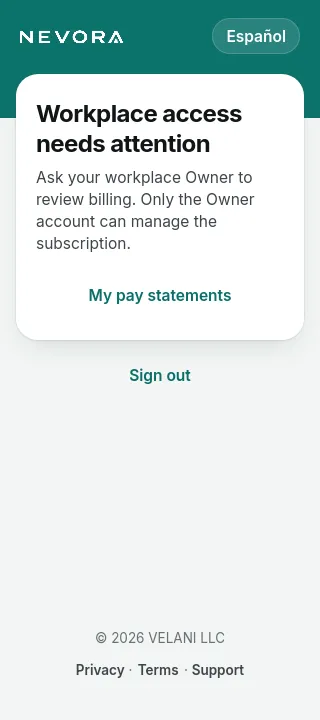 NEVORA
Español
Workplace access
needs attention
Ask your workplace Owner to
review billing. Only the Owner
account can manage the
subscription.
My pay statements
Sign out
© 2026 VELANI LLC
Privacy · Terms · Support